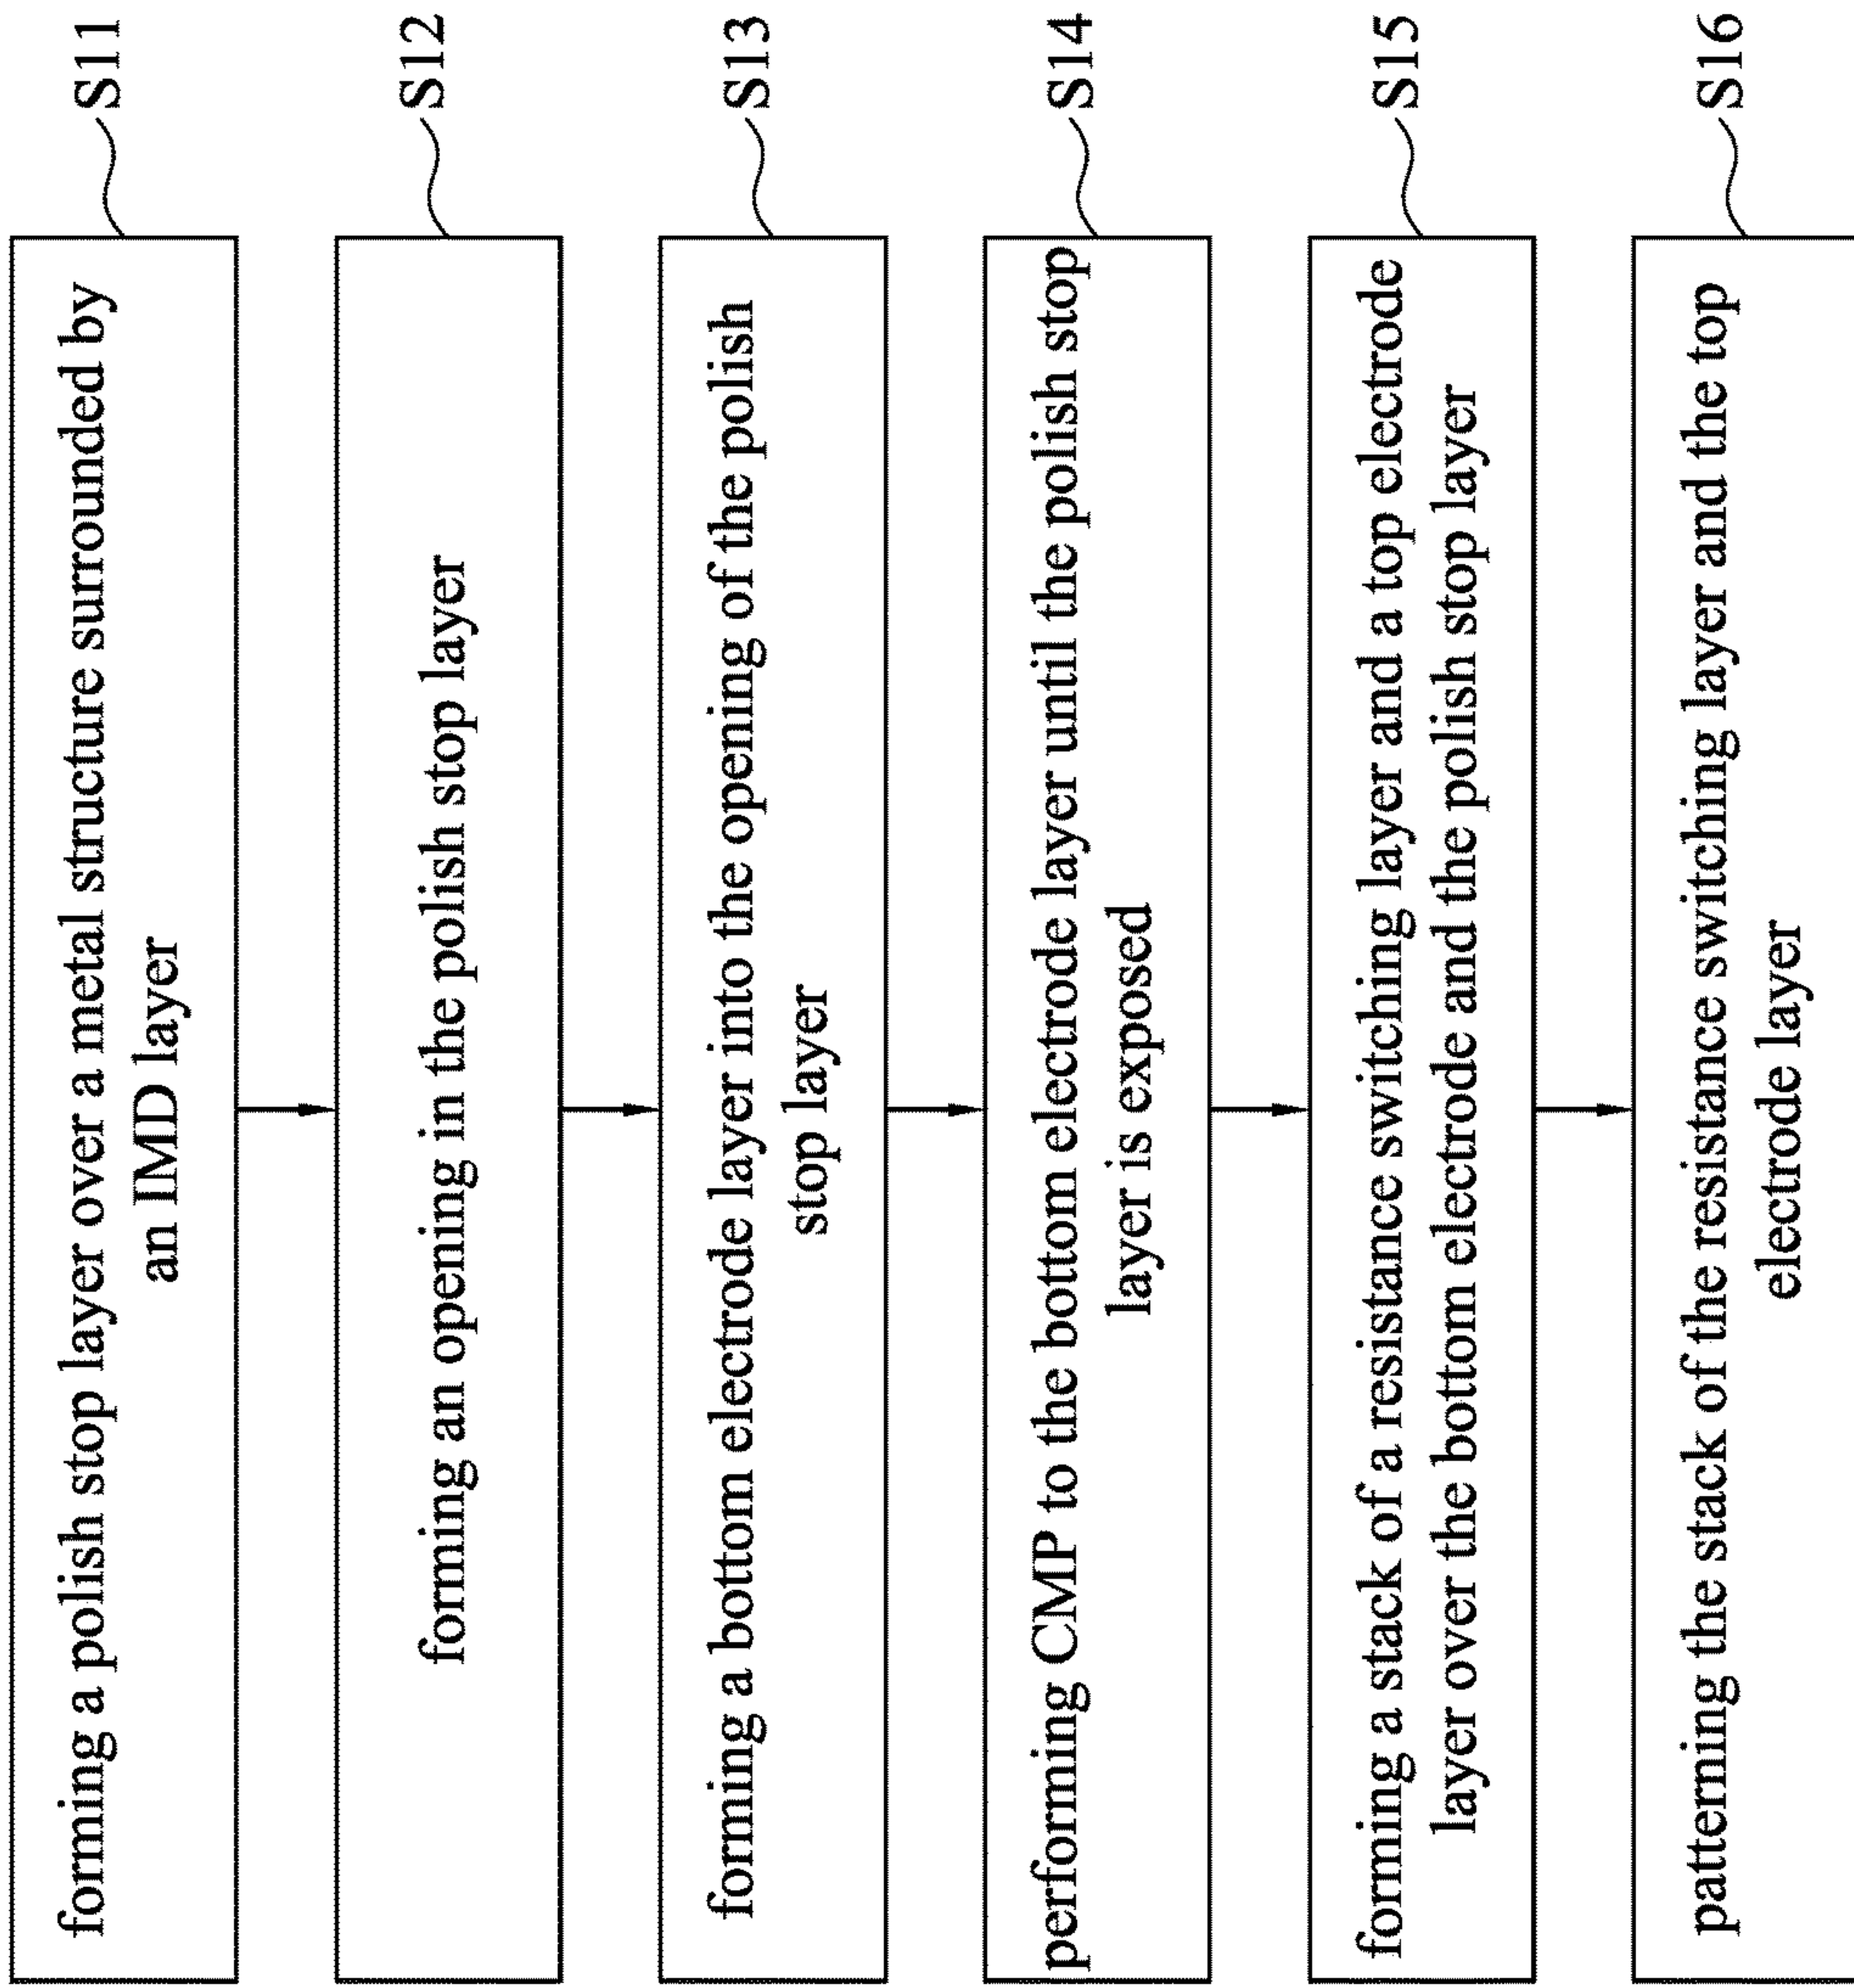 forming a polish stop layer over a metal structure surrounded by
an IMD layer
S11
forming an opening in the polish stop layer
S12
forming a bottom electrode layer into the opening of the polish
stop layer
S13
performing CMP to the bottom electrode layer until the polish stop
layer is exposed
S14
forming a stack of a resistance switching layer and a top electrode
layer over the bottom electrode and the polish stop layer
S15
patterning the stack of the resistance switching layer and the top
electrode layer
S16